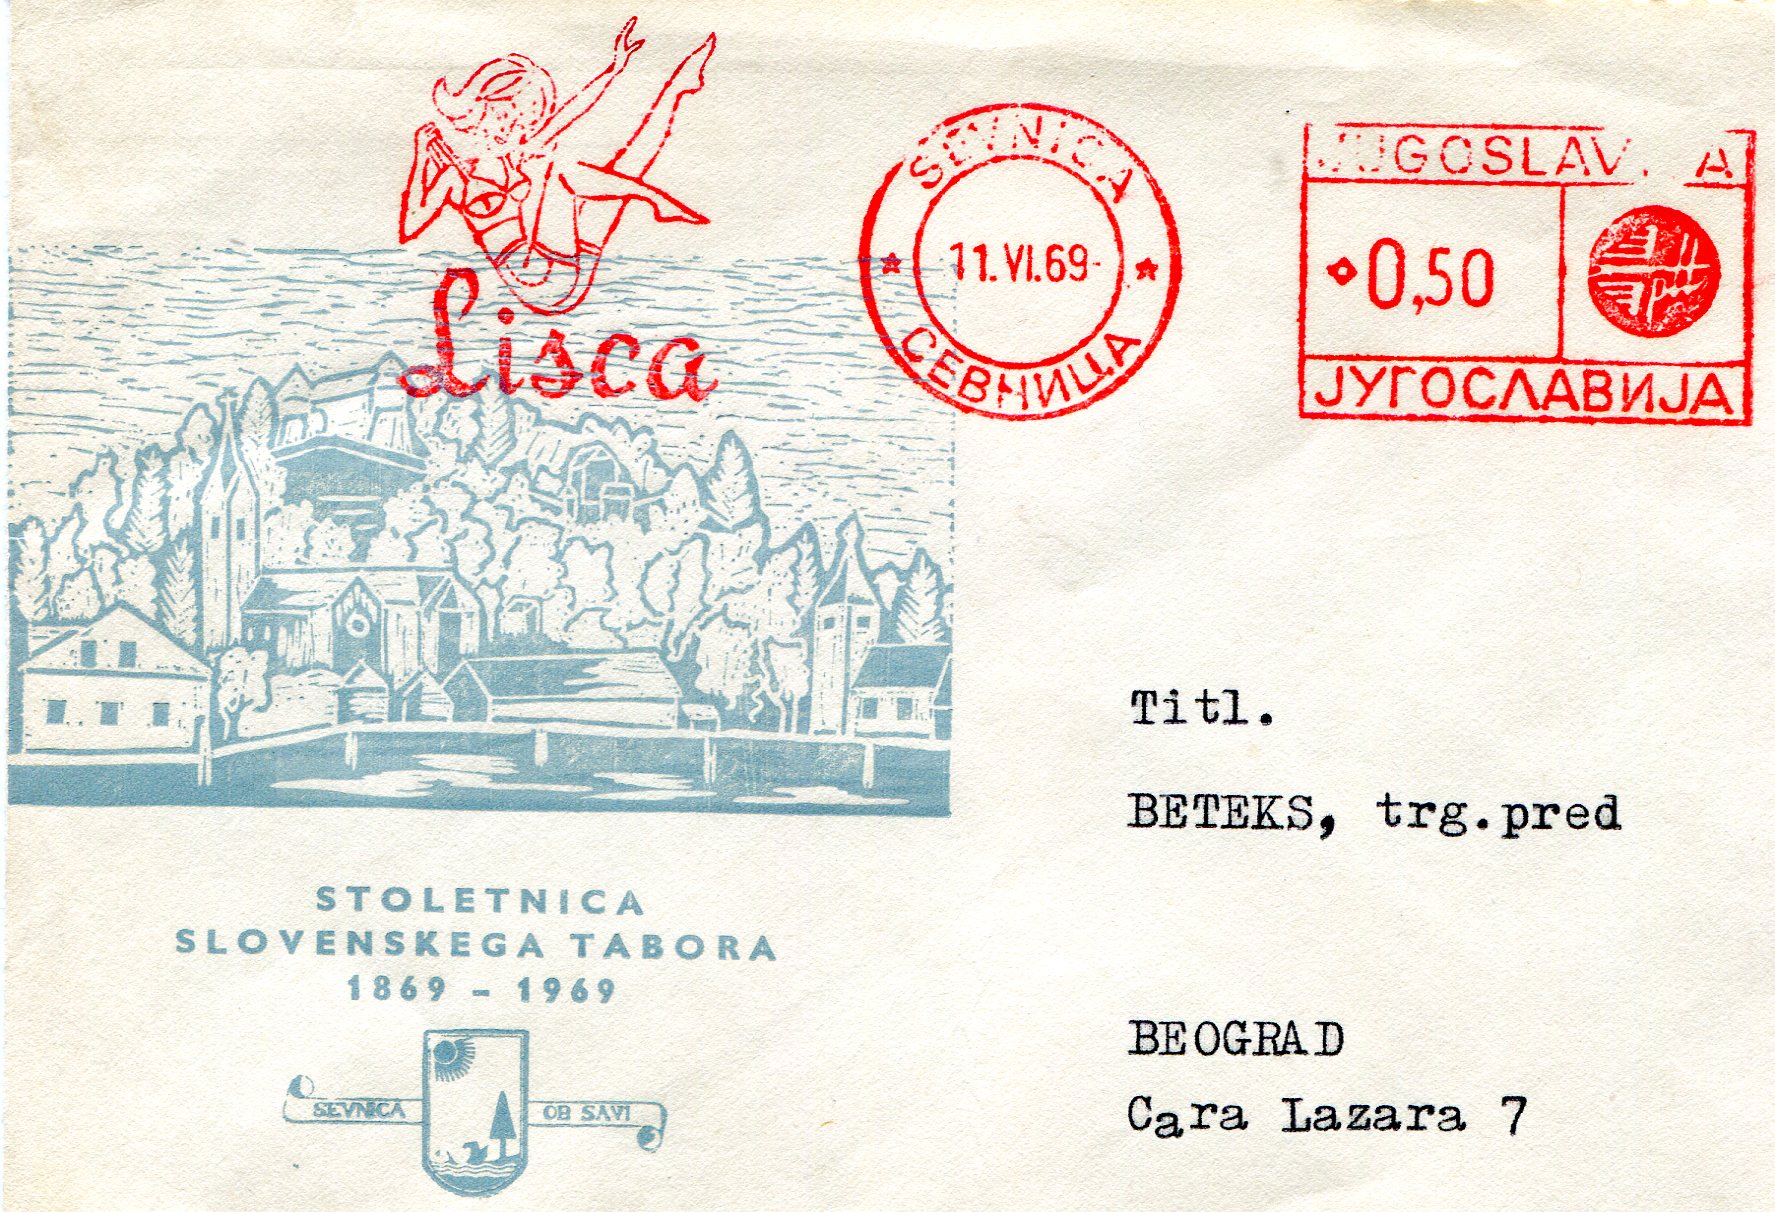 Lisca
SEVNICA
11.VI.69
СЕВНИЦА
JUGOSLAV. A
0,50
ЈУГОСЛАВИЈА
Titl.
BETEKS, trg.pred
BEOGRAD
Cara Lazara 7
STOLETNICA
SLOVENSKEGA TABORA
1869 - 1969
SEVNICA OB SAVI